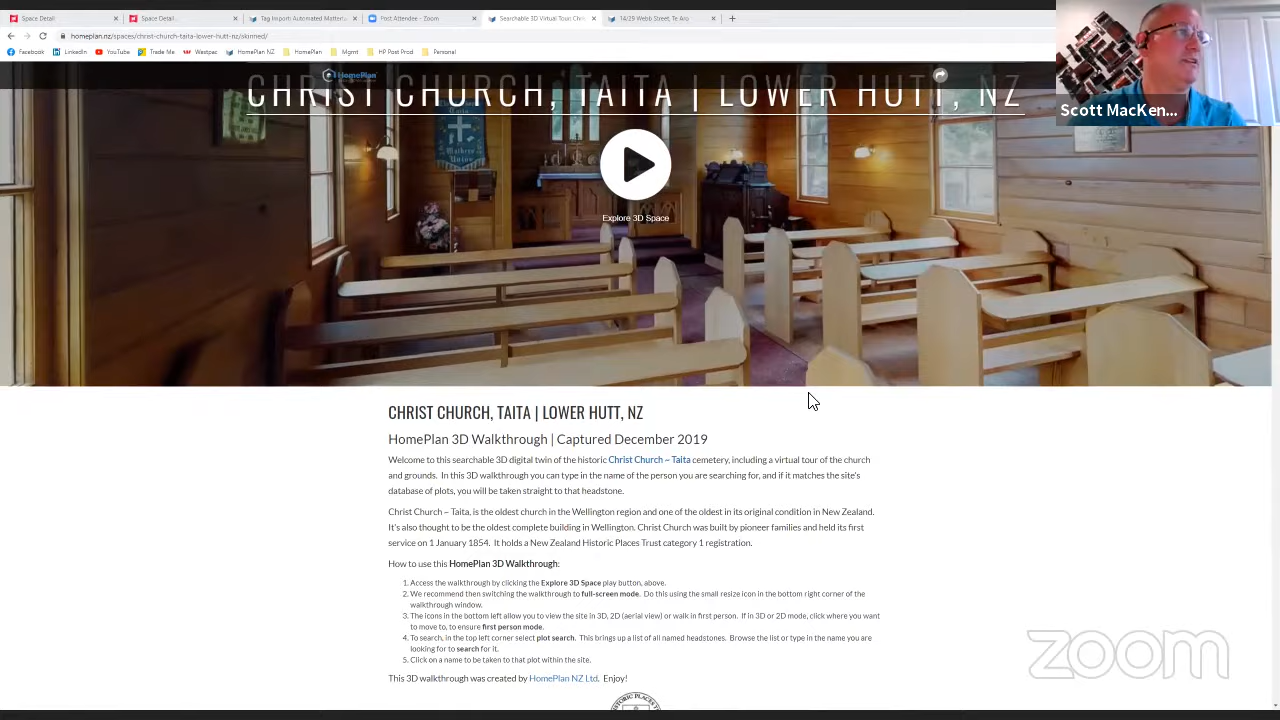 Space Detail
Space Detail
Tag Import: Automated Matteri
Post Attendee - Zoom
Searchable 3D Virtual Tour: Chri
14/29 Webb Street, Te Aro
homeplan.nz/spaces/christ-church-taita-lower-hutt-nz/skinned/
Facebook
LinkedIn
YouTube
Trade Me
Westpac
HomePlan NZ
HomePlan
Mgmt
HP Post Prod
Personal
HomePlan
Scott MacKen...
CHRIST CHURCH, TAITA | LOWER HUTT, NZ
Explore 3D Space
CHRIST CHURCH, TAITA | LOWER HUTT, NZ
HomePlan 3D Walkthrough | Captured December 2019
Welcome to this searchable 3D digital twin of the historic Christ Church ~ Taita cemetery, including a virtual tour of the church
and grounds. In this 3D walkthrough you can type in the name of the person you are searching for, and if it matches the site's
database of plots, you will be taken straight to that headstone.
Christ Church ~ Taita, is the oldest church in the Wellington region and one of the oldest in its original condition in New Zealand.
It's also thought to be the oldest complete building in Wellington. Christ Church was built by pioneer families and held its first
service on 1 January 1854. It holds a New Zealand Historic Places Trust category 1 registration.
How to use this HomePlan 3D Walkthrough:
1. Access the walkthrough by clicking the Explore 3D Space play button, above.
2. We recommend then switching the walkthrough to full-screen mode. Do this using the small resize icon in the bottom right corner of the
walkthrough window.
3. The icons in the bottom left allow you to view the site in 3D, 2D (aerial view) or walk in first person. If in 3D or 2D mode, click where you want
to move to, to ensure first person mode.
4. To search, in the top left corner select plot search. This brings up a list of all named headstones. Browse the list or type in the name you are
looking for to search for it.
5. Click on a name to be taken to that plot within the site.
This 3D walkthrough was created by HomePlan NZ Ltd. Enjoy!
zoom